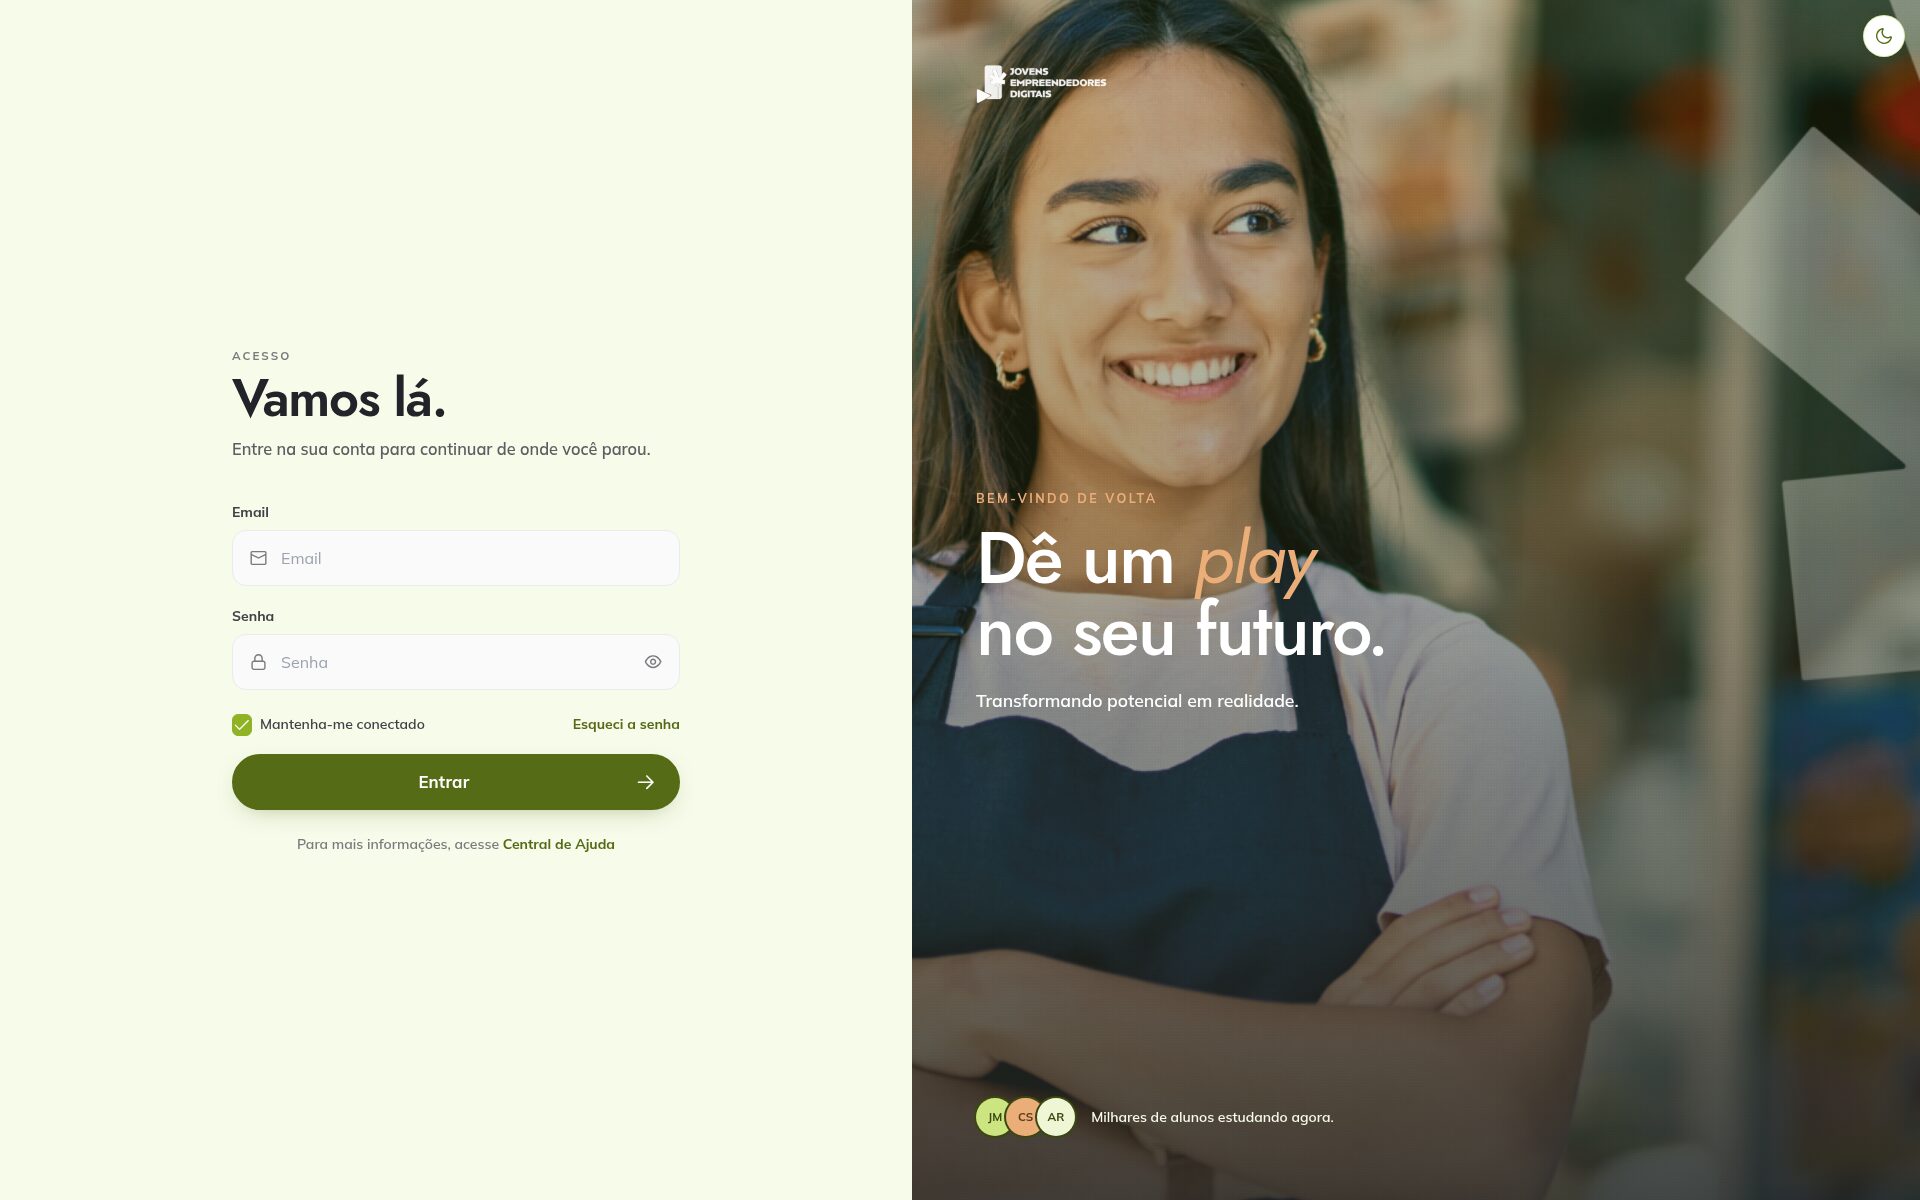 ACESSO
Vamos lá.
Entre na sua conta para continuar de onde você parou.
Email
Email
Senha
Senha
Mantenha-me conectado
Esqueci a senha
Entrar
Para mais informações, acesse Central de Ajuda
JOVENS
EMPREENDEDORES
DIGITAIS
BEM-VINDO DE VOLTA
Dê um play
no seu futuro.
Transformando potencial em realidade.
JM CS AR
Milhares de alunos estudando agora.